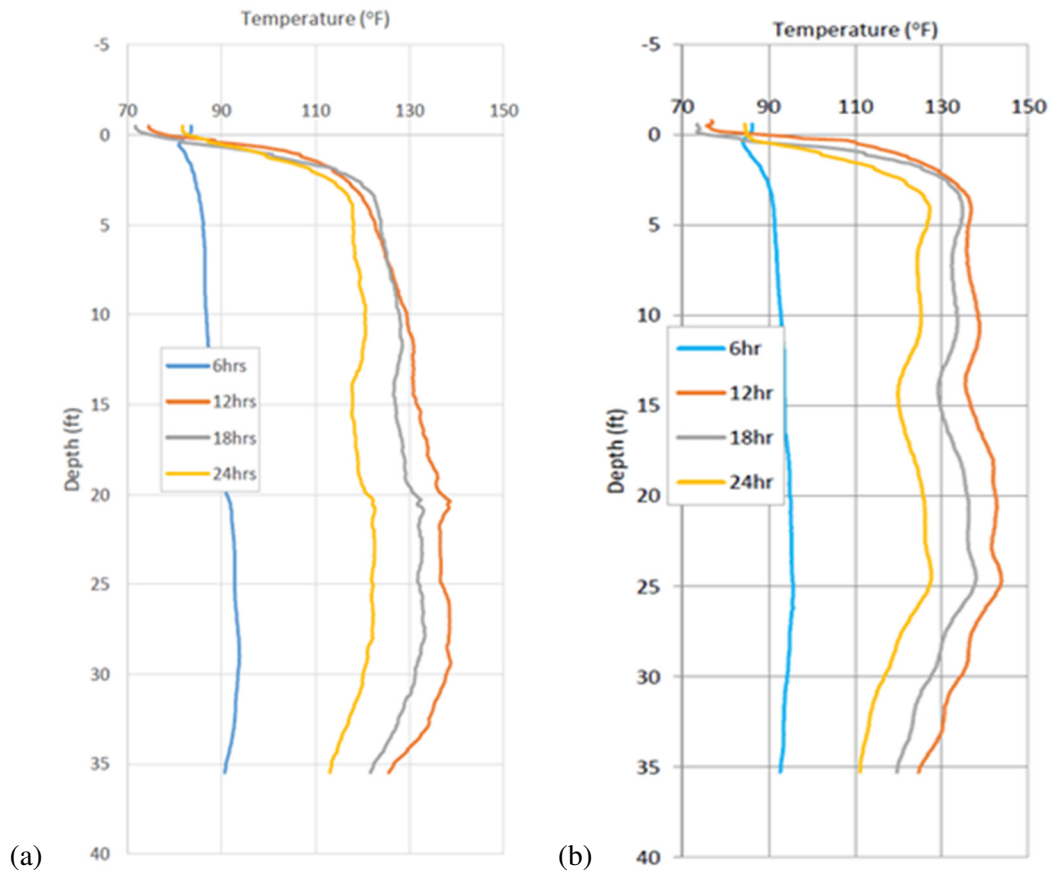 Temperature (°F)
-5
70 90 110 130 150
0
5
10
15
20
25
30
35
40
Depth (ft)
6hrs
12hrs
18hrs
24hrs
(a)
Temperature (°F)
-5
70 90 110 130 150
0
5
10
15
20
25
30
35
40
Depth (ft)
6hr
12hr
18hr
24hr
(b)